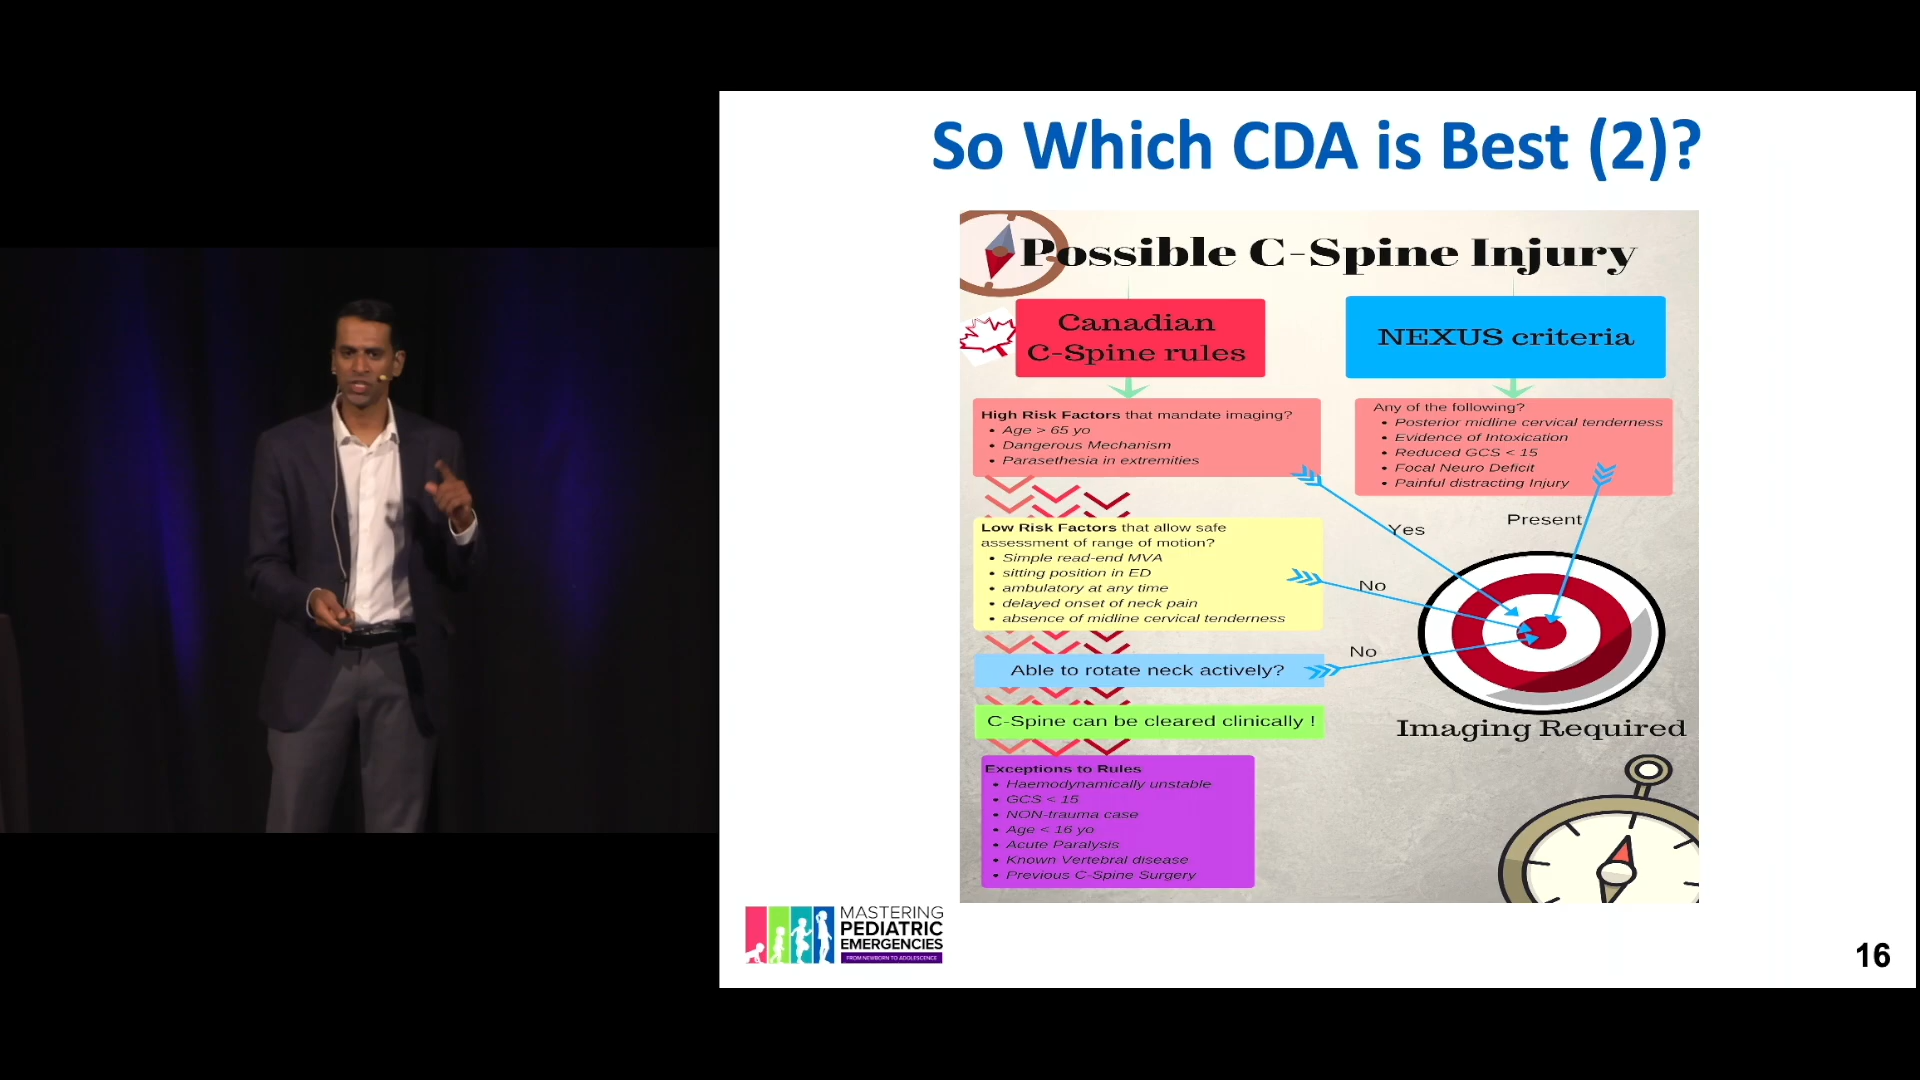 So Which CDA is Best (2)?
Possible C-Spine Injury
Canadian
C-Spine rules
NEXUS criteria
High Risk Factors that mandate imaging?
• Age > 65 yo
• Dangerous Mechanism
• Parasethesia in extremities
Any of the following?
• Posterior midline cervical tenderness
• Evidence of Intoxication
• Reduced GCS < 15
• Focal Neuro Deficit
• Painful distracting Injury
Yes
Present
Low Risk Factors that allow safe
assessment of range of motion?
• Simple read-end MVA
• sitting position in ED
• ambulatory at any time
• delayed onset of neck pain
• absence of midline cervical tenderness
No
Able to rotate neck actively?
No
C-Spine can be cleared clinically !
Imaging Required
Exceptions to Rules
• Haemodynamically unstable
• GCS < 15
• NON-trauma case
• Age < 16 yo
• Acute Paralysis
• Known Vertebral disease
• Previous C-Spine Surgery
MASTERING
PEDIATRIC
EMERGENCIES
FROM NEWBORN TO ADOLESCENCE
16